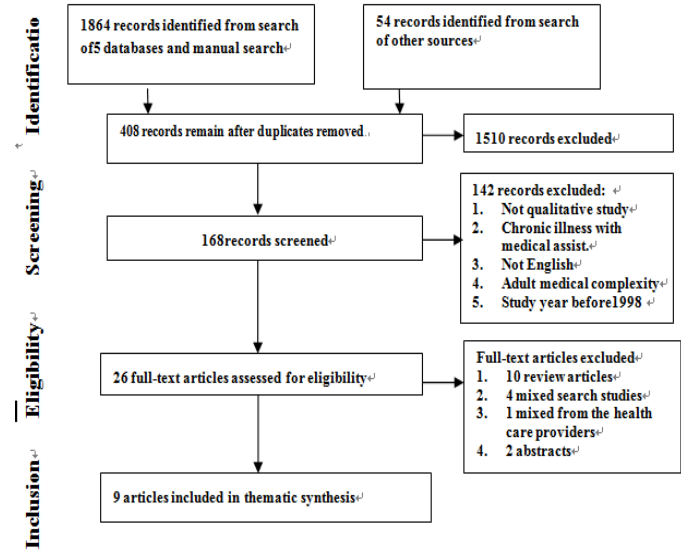 Identificatio
1864 records identified from search
of5 databases and manual search↵
54 records identified from search
of other sources↵
408 records remain after duplicates removed..
1510 records excluded↵
Screening↵
168records screened↵
142 records excluded: ↵
1. Not qualitative study↵
2. Chronic illness with
medical assist.↵
3. Not English↵
4. Adult medical complexity↵
5. Study year before1998 ↵
Eligibility↵
26 full-text articles assessed for eligibility↵
Full-text articles excluded↵
1. 10 review articles↵
2. 4 mixed search studies↵
3. 1 mixed from the health
care providers↵
4. 2 abstracts↵
Inclusion↵
9 articles included in thematic synthesis↵